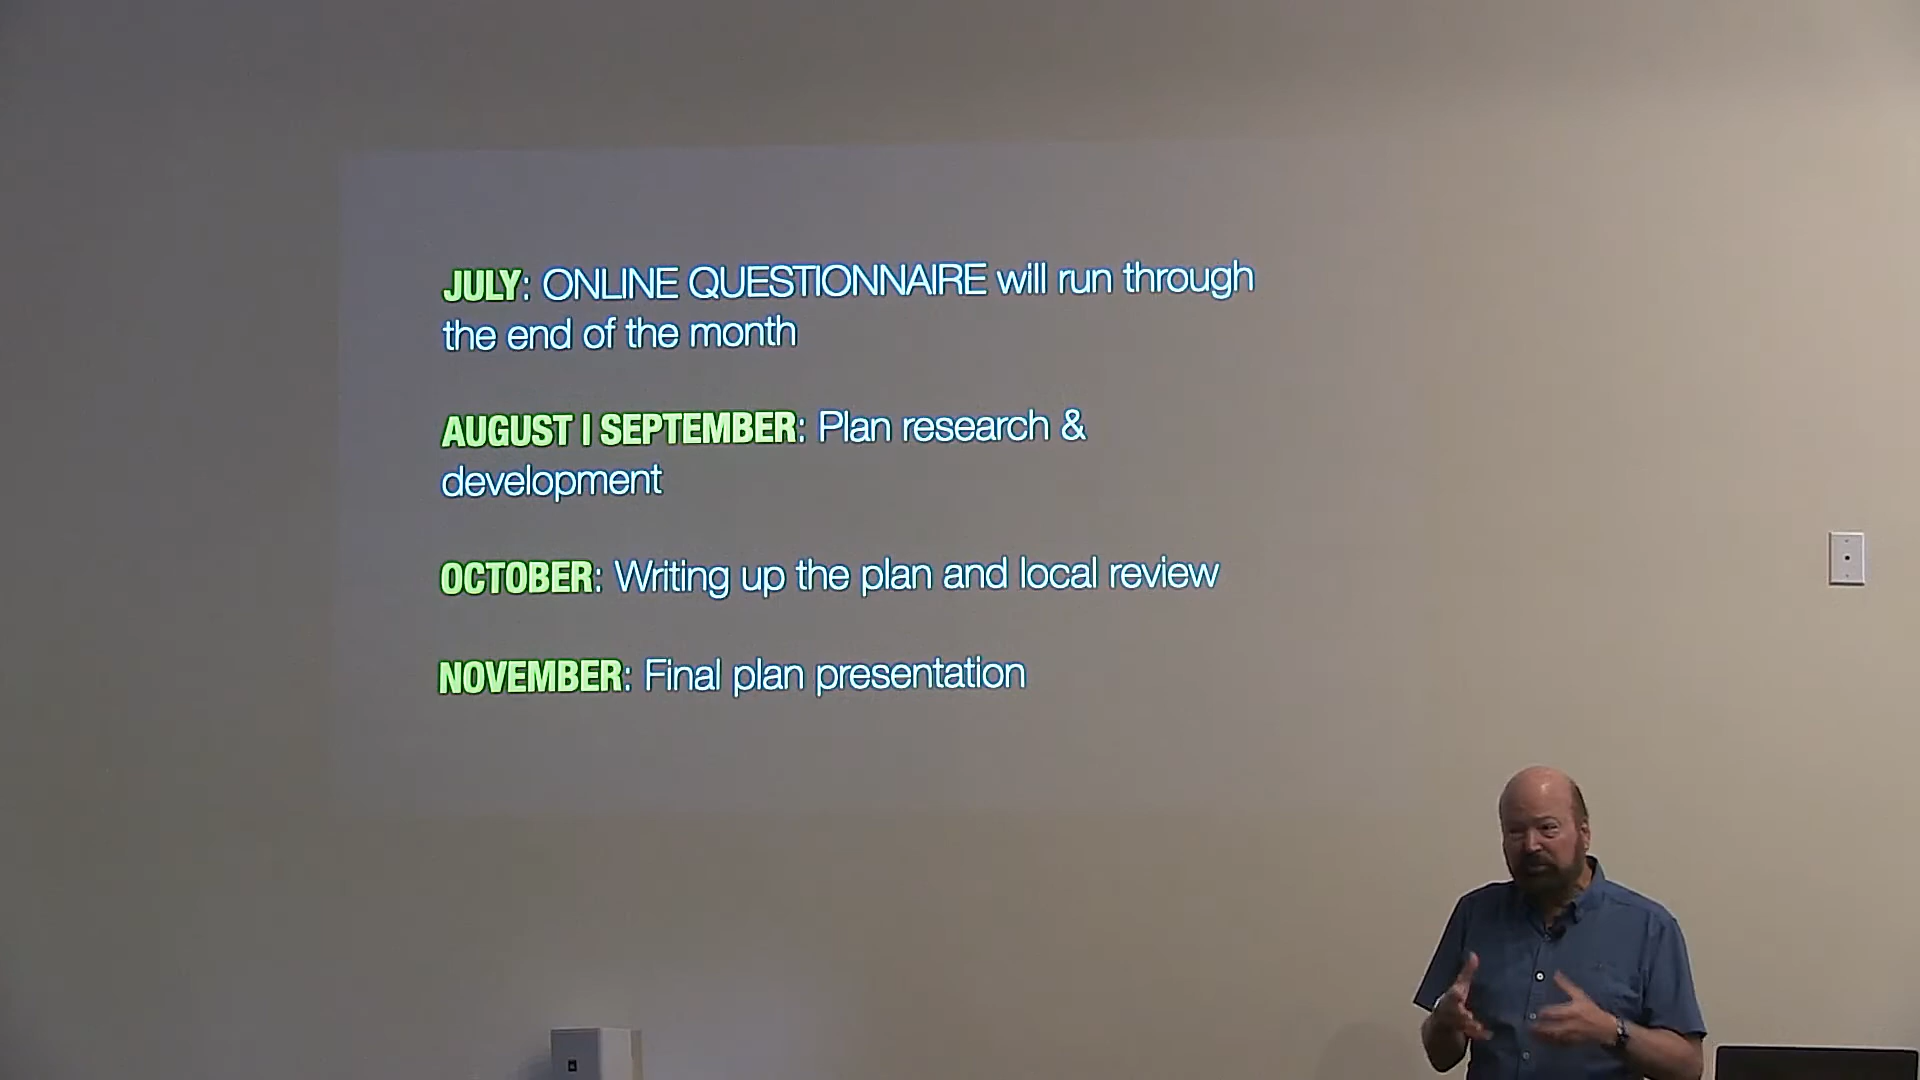 JULY: ONLINE QUESTIONNAIRE will run through
the end of the month
AUGUST | SEPTEMBER: Plan research &
development
OCTOBER: Writing up the plan and local review
NOVEMBER: Final plan presentation